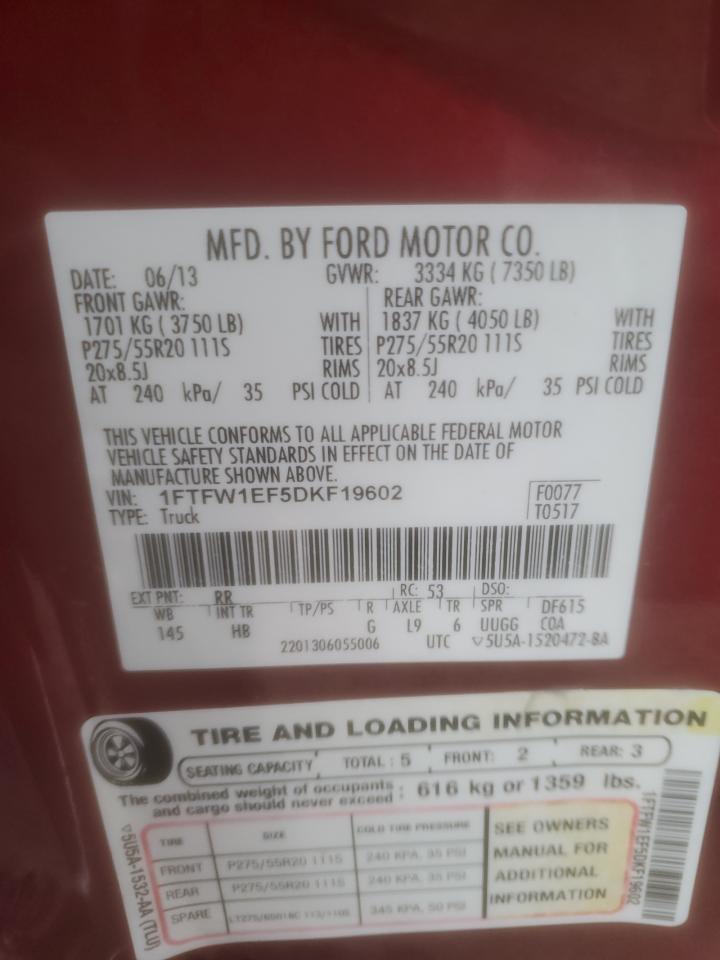 MFD. BY FORD MOTOR CO.
DATE: 06/13 GVWR: 3334 KG ( 7350 LB)
FRONT GAWR: REAR GAWR:
1701 KG ( 3750 LB) WITH 1837 KG ( 4050 LB) WITH
P275/55R20 111S TIRES P275/55R20 111S TIRES
20x8.5J RIMS 20x8.5J RIMS
AT 240 kPa/ 35 PSI COLD AT 240 kPa/ 35 PSI COLD
THIS VEHICLE CONFORMS TO ALL APPLICABLE FEDERAL MOTOR
VEHICLE SAFETY STANDARDS IN EFFECT ON THE DATE OF
MANUFACTURE SHOWN ABOVE.
VIN: 1FTFW1EF5DKF19602 F0077
TYPE: Truck T0517
EXT PNT: RR RC: 53 DSO:
WB INT TR TP/PS R AXLE TR SPR DF615
145 HB G L9 6 UUGG COA
2201306055006 UTC ▽5U5A-1520472-BA
TIRE AND LOADING INFORMATION
SEATING CAPACITY TOTAL : 5 FRONT: 2 REAR: 3
The combined weight of occupants
and cargo should never exceed : 616 kg or 1359 lbs.
TIRE SIZE COLD TIRE PRESSURE SEE OWNERS
FRONT P275/55R20 111S 240 KPA, 35 PSI MANUAL FOR
REAR P275/55R20 111S 240 KPA, 35 PSI ADDITIONAL
SPARE 345 KPA, 50 PSI INFORMATION
▽5U5A-1532-AA (TLU)
1FTFW1EF5DKF19602